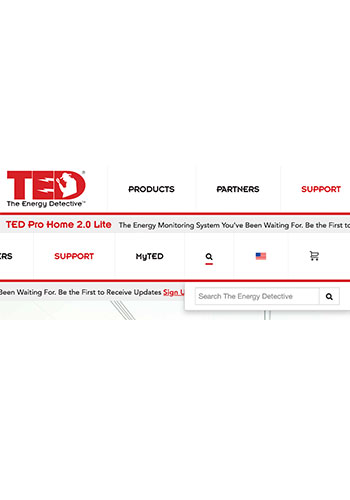 TED®
The Energy Detective™
PRODUCTS
PARTNERS
SUPPORT
TED Pro Home 2.0 Lite The Energy Monitoring System You've Been Waiting For. Be the First to
ERS
SUPPORT
MyTED
Been Waiting For. Be the First to Receive Updates Sign U
Search The Energy Detective